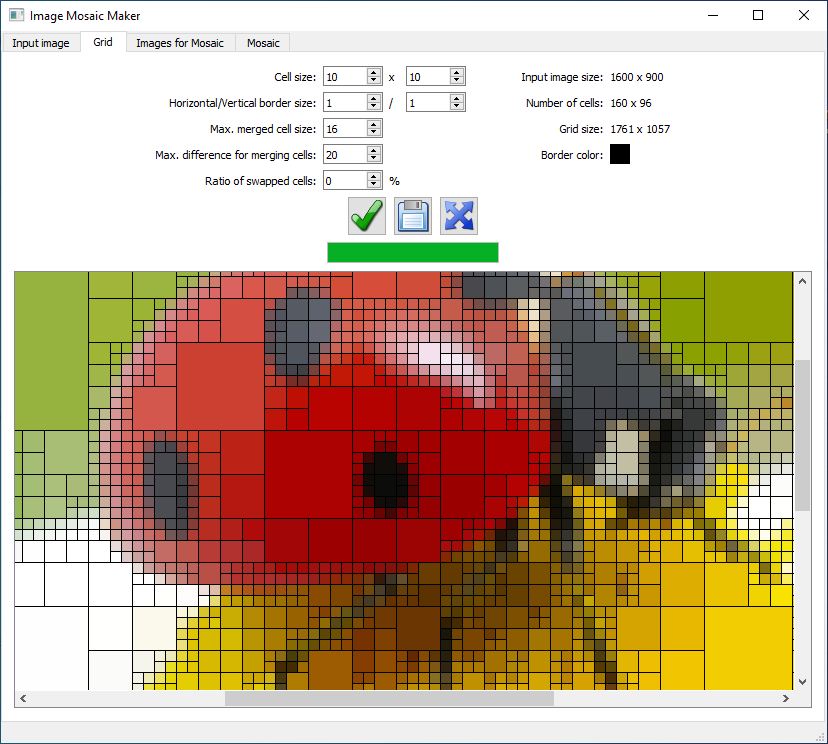 Image Mosaic Maker
Input image Grid Images for Mosaic Mosaic
Cell size: 10 x 10 Input image size: 1600 x 900
Horizontal/Vertical border size: 1 / 1 Number of cells: 160 x 96
Max. merged cell size: 16 Grid size: 1761 x 1057
Max. difference for merging cells: 20 Border color:
Ratio of swapped cells: 0 %